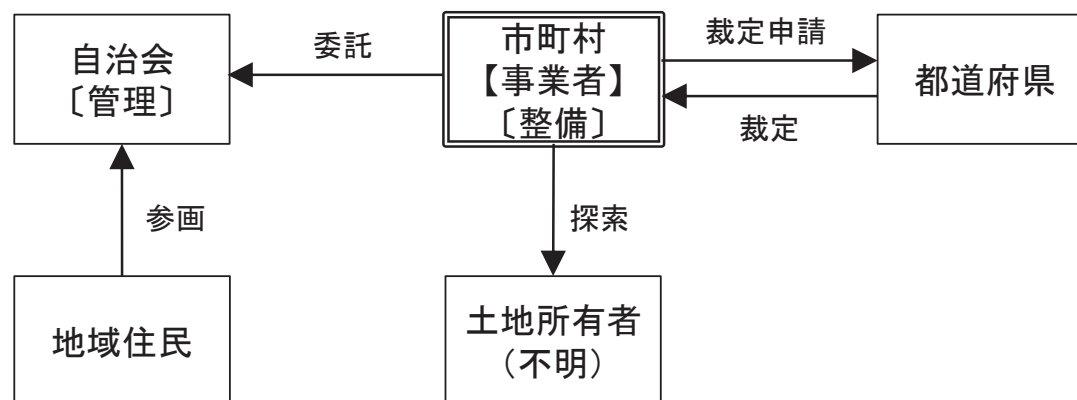 自治会
〔管理〕
委託
市町村
【事業者】
〔整備〕
裁定申請
裁定
都道府県
参画
探索
地域住民
土地所有者
（不明）